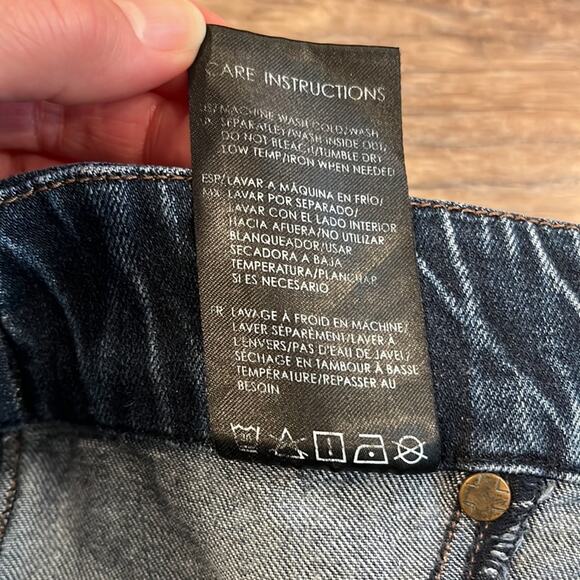 CARE INSTRUCTIONS
US/MACHINE WASH COLD/WASH
SEPARATELY/WASH INSIDE OUT,
DO NOT BLEACH/TUMBLE DRY
LOW TEMP/IRON WHEN NEEDED
ESP/LAVAR A MÁQUINA EN FRÍO/
MX LAVAR POR SEPARADO/
LAVAR CON EL LADO INTERIOR
HACIA AFUERA/NO UTILIZAR
BLANQUEADOR/USAR
SECADORA A BAJA
TEMPERATURA/PLANCHAR
SI ES NECESARIO
FR LAVAGE À FROID EN MACHINE/
LAVER SÉPARÉMENT/LAVER À
L'ENVERS/PAS D'EAU DE JAVEL/
SÉCHAGE EN TAMBOUR À BASSE
TEMPÉRATURE/REPASSER AU
BESOIN